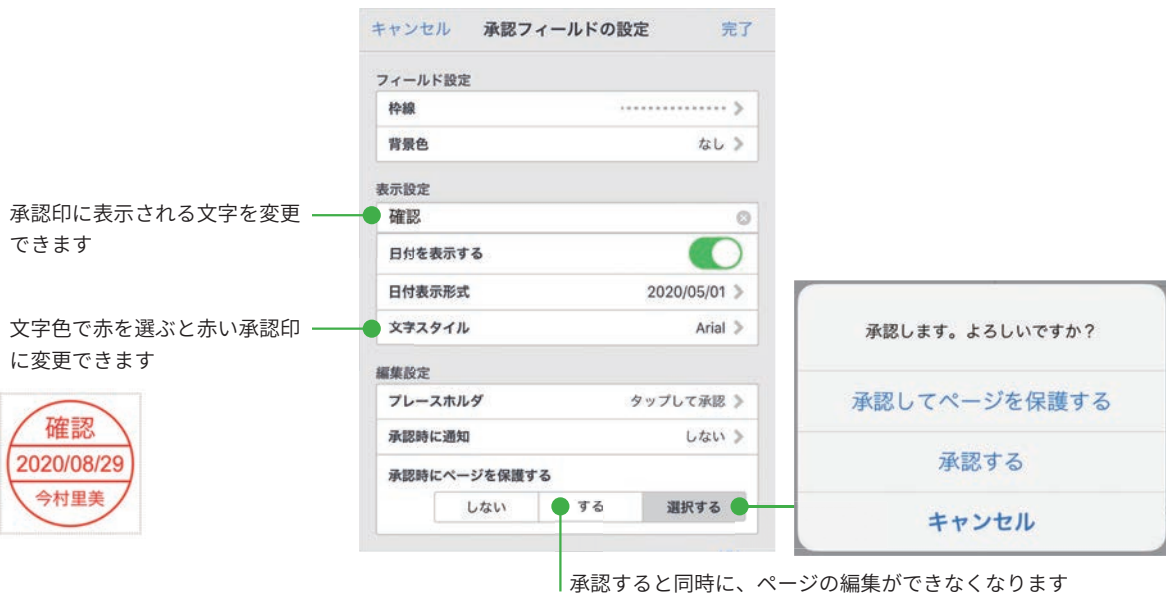 キャンセル 承認フィールドの設定 完了
フィールド設定
枠線
背景色 なし
表示設定
確認
日付を表示する
日付表示形式 2020/05/01
文字スタイル Arial
編集設定
プレースホルダ タップして承認
承認時に通知 しない
承認時にページを保護する
しない する 選択する
承認印に表示される文字を変更
できます
文字色で赤を選ぶと赤い承認印
に変更できます
確認
2020/08/29
今村里美
承認します。よろしいですか？
承認してページを保護する
承認する
キャンセル
承認すると同時に、ページの編集ができなくなります